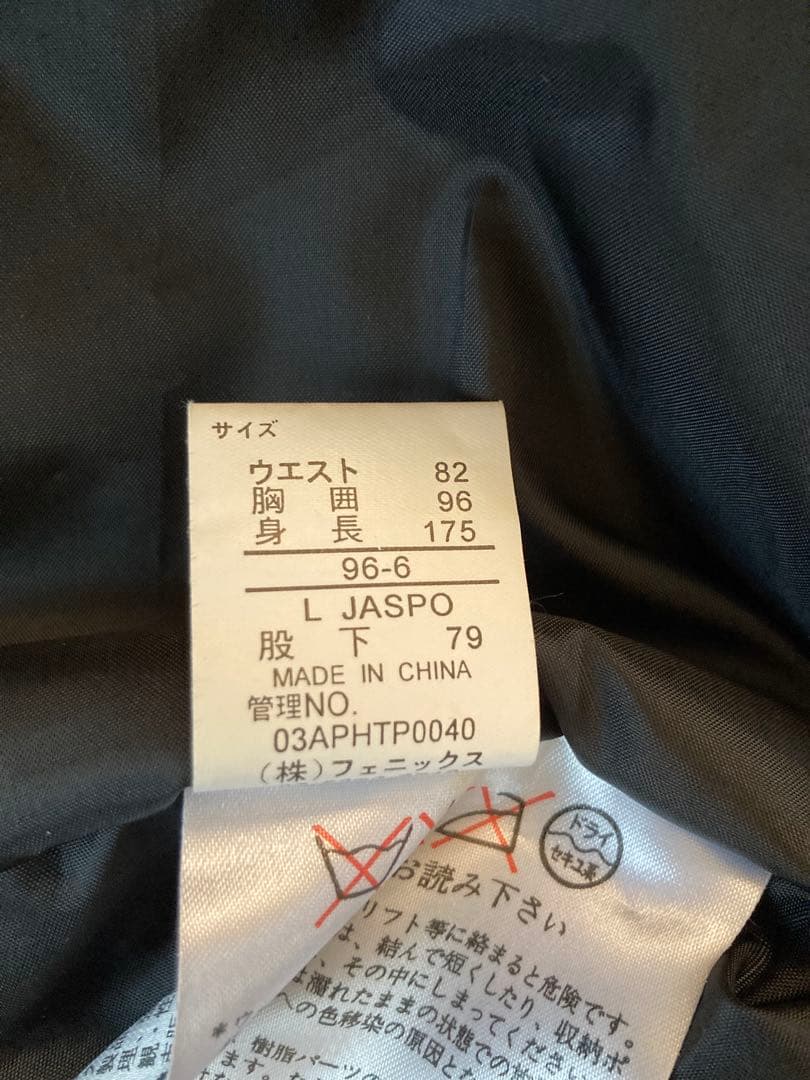 サイズ
ウエスト 82
胸 囲 96
身 長 175
96-6
L JASPO
股 下 79
MADE IN CHINA
管理NO.
03APHTP0040
(株)フェニックス
ドライ
セキユ系
お読み下さい
リフト等に絡まると危険です。
は、結んで短くしたり、収納ポ
、その中にしまってくださ
は濡れたままの状態での
への色移染の原因とな
樹脂パーツの
ます。